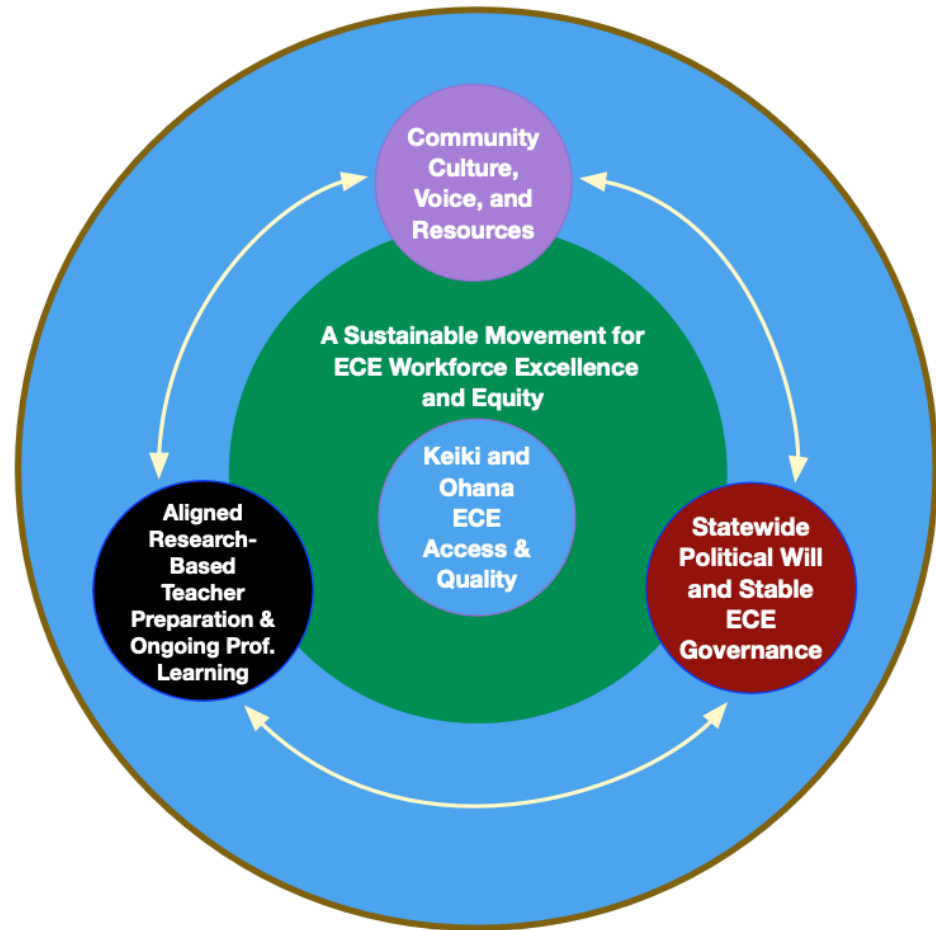 Community
Culture,
Voice, and
Resources
A Sustainable Movement for
ECE Workforce Excellence
and Equity
Keiki and
Ohana
ECE
Access &
Quality
Aligned
Research-
Based
Teacher
Preparation &
Ongoing Prof.
Learning
Statewide
Political Will
and Stable
ECE
Governance